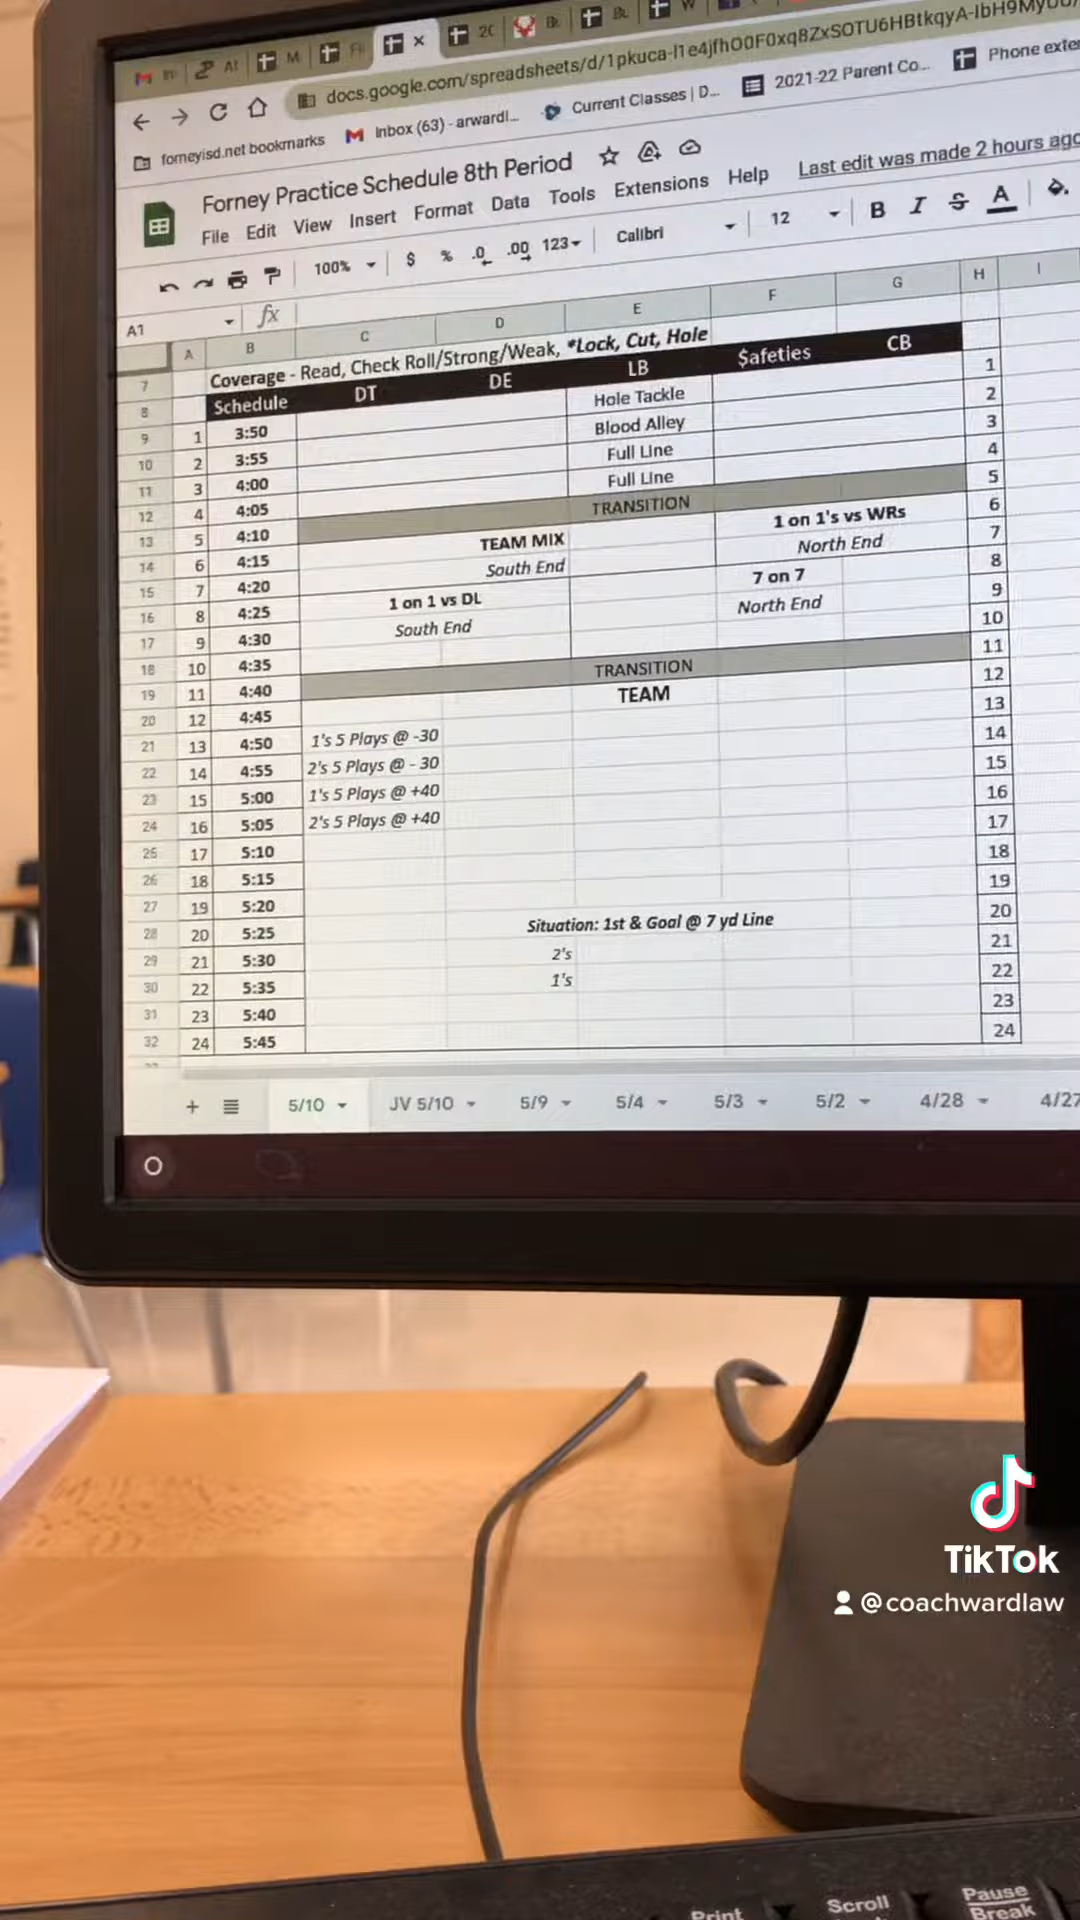 docs.google.com/spreadsheets/d/1pkuca-l1e4jfhO0F0xq8ZxSOTU6HBtkqyA-IbH9MyU
forneyisd.net bookmarks Inbox (63) - arwardl... Current Classes | D... 2021-22 Parent Co... Phone exte
Forney Practice Schedule 8th Period
File Edit View Insert Format Data Tools Extensions Help Last edit was made 2 hours ago
100% $ % .0 .00 123 Calibri 12 B I S A
A1 fx
A B C D E F G H I
7 Coverage - Read, Check Roll/Strong/Weak, *Lock, Cut, Hole
8 Schedule DT DE LB $afeties CB
9 1 3:50 Hole Tackle 1
10 2 3:55 Blood Alley 2
11 3 4:00 Full Line 3
12 4 4:05 Full Line 4
13 5 4:10 TRANSITION 5
14 6 4:15 TEAM MIX 1 on 1's vs WRs 6
15 7 4:20 South End North End 7
16 8 4:25 1 on 1 vs DL 7 on 7 8
17 9 4:30 South End North End 9
18 10 4:35 10
19 11 4:40 TRANSITION 11
20 12 4:45 TEAM 12
21 13 4:50 1's 5 Plays @ -30 13
22 14 4:55 2's 5 Plays @ - 30 14
23 15 5:00 1's 5 Plays @ +40 15
24 16 5:05 2's 5 Plays @ +40 16
25 17 5:10 17
26 18 5:15 18
27 19 5:20 19
28 20 5:25 Situation: 1st & Goal @ 7 yd Line 20
29 21 5:30 2's 21
30 22 5:35 1's 22
31 23 5:40 23
32 24 5:45 24
+ 5/10 JV 5/10 5/9 5/4 5/3 5/2 4/28 4/27
TikTok
@coachwardlaw
Print Scroll Pause
Break